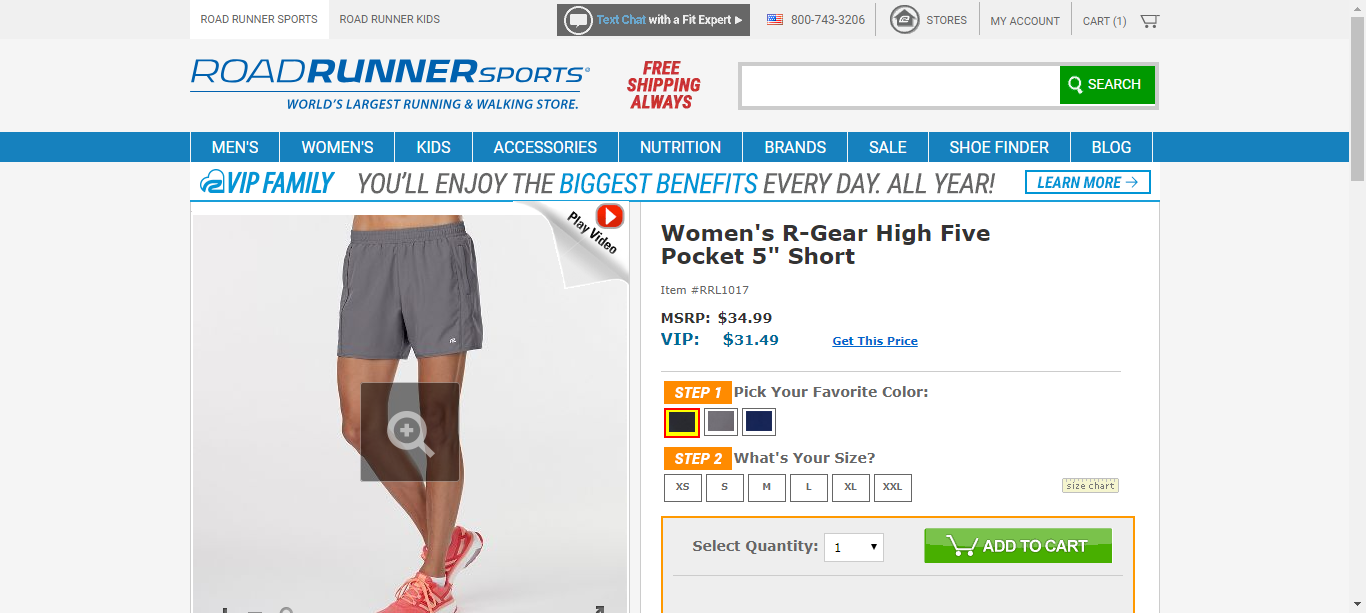 ROAD RUNNER SPORTS
ROAD RUNNER KIDS
Text Chat with a Fit Expert
800-743-3206
STORES
MY ACCOUNT
CART (1)
ROADRUNNERSPORTS
WORLD'S LARGEST RUNNING & WALKING STORE.
FREE
SHIPPING
ALWAYS
SEARCH
MEN'S
WOMEN'S
KIDS
ACCESSORIES
NUTRITION
BRANDS
SALE
SHOE FINDER
BLOG
VIP FAMILY
YOU'LL ENJOY THE BIGGEST BENEFITS EVERY DAY. ALL YEAR!
LEARN MORE
Play Video
Women's R-Gear High Five
Pocket 5" Short
Item #RRL1017
MSRP: $34.99
VIP: $31.49
Get This Price
STEP 1 Pick Your Favorite Color:
STEP 2 What's Your Size?
XS S M L XL XXL
size chart
Select Quantity: 1
ADD TO CART